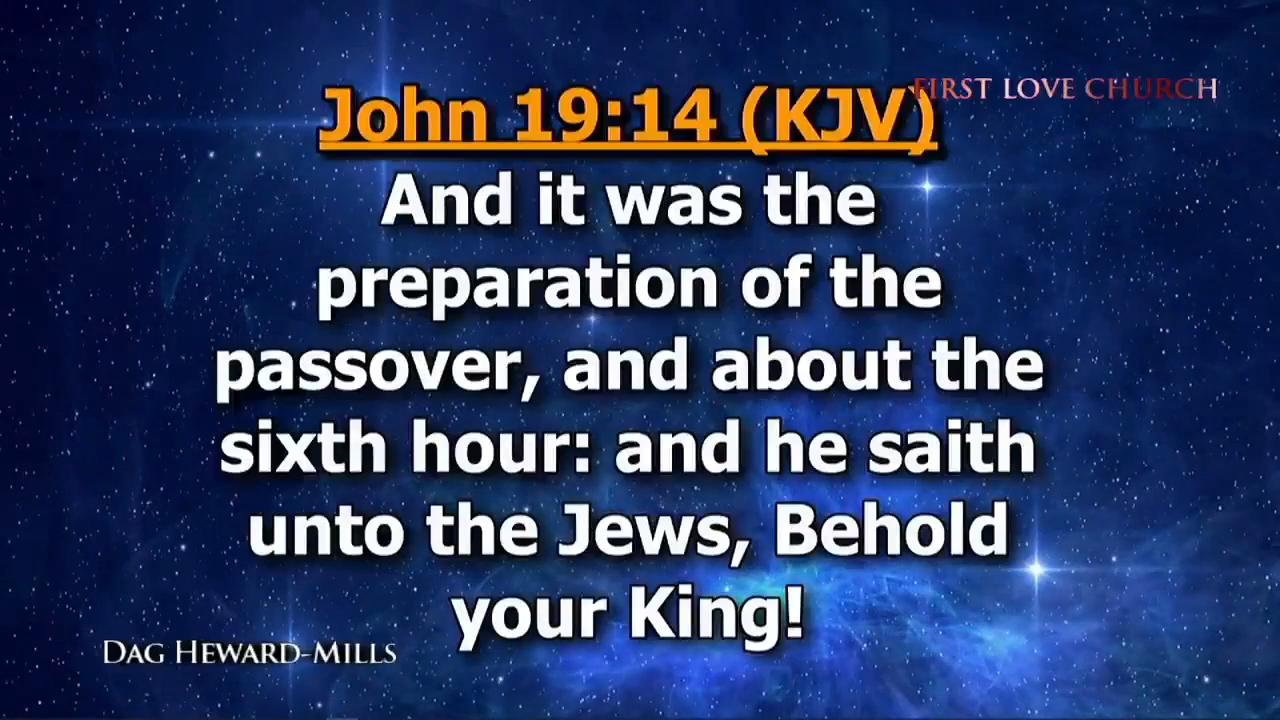 FIRST LOVE CHURCH
John 19:14 (KJV)
And it was the
preparation of the
passover, and about the
sixth hour: and he saith
unto the Jews, Behold
your King!
DAG HEWARD-MILLS